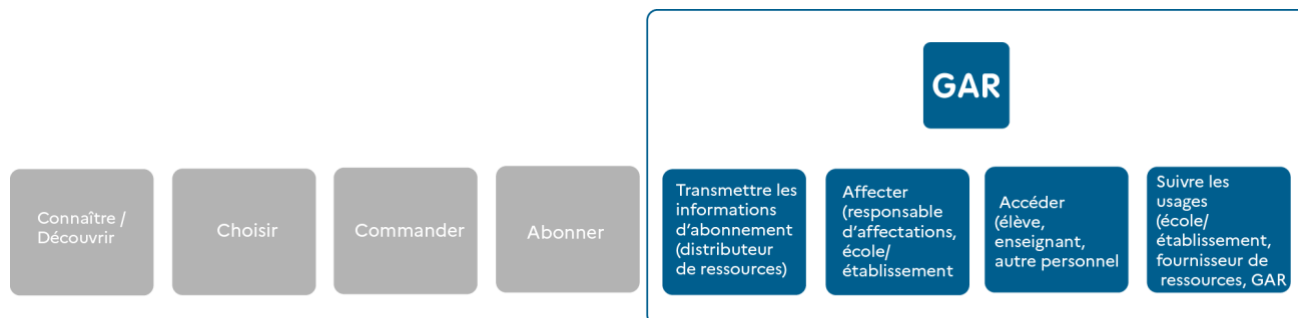 GAR
Connaître /
Découvrir
Choisir
Commander
Abonner
Transmettre les
informations
d'abonnement
(distributeur
de ressources)
Affecter
(responsable
d'affectations,
école/
établissement
Accéder
(élève,
enseignant,
autre personnel
Suivre les
usages
(école/
établissement,
fournisseur de
ressources, GAR